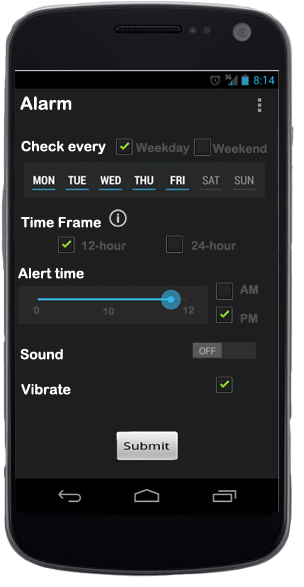 3G 8:14
Alarm
Check every Weekday Weekend
MON TUE WED THU FRI SAT SUN
Time Frame i
12-hour 24-hour
Alert time
AM
0 10 12
PM
Sound OFF
Vibrate
Submit